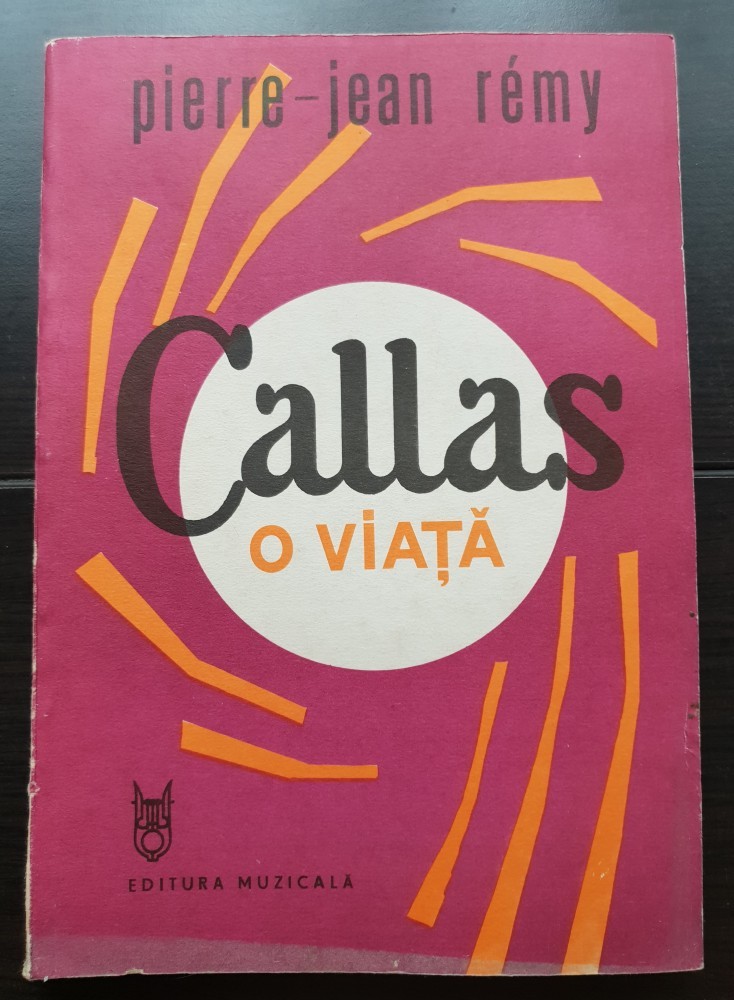 pierre-jean rémy
Callas
O ViAȚĂ
EDITURA MUZICALĂ